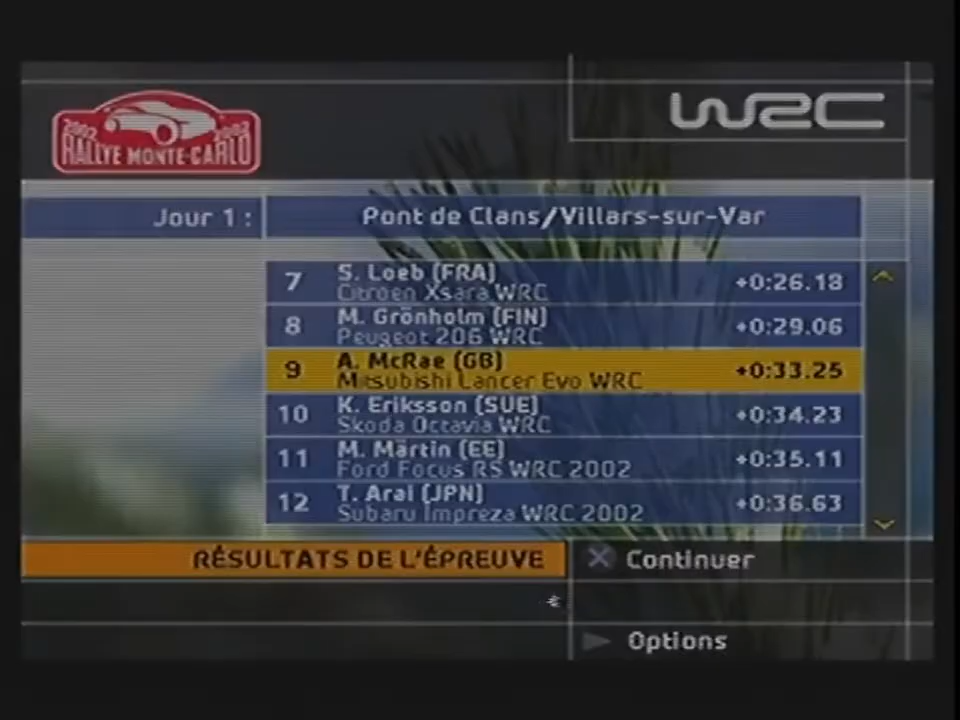 2002 2002
RALLYE MONTE-CARLO
WRC
Jour 1 :
Pont de Clans/Villars-sur-Var
7 S. Loeb (FRA) +0:26.18
Citroën Xsara WRC
8 M. Grönholm (FIN) +0:29.06
Peugeot 206 WRC
9 A. McRae (GB) +0:33.25
Mitsubishi Lancer Evo WRC
10 K. Eriksson (SUE) +0:34.23
Skoda Octavia WRC
11 M. Märtin (EE) +0:35.11
Ford Focus RS WRC 2002
12 T. Arai (JPN) +0:36.63
Subaru Impreza WRC 2002
RÉSULTATS DE L'ÉPREUVE
Continuer
Options